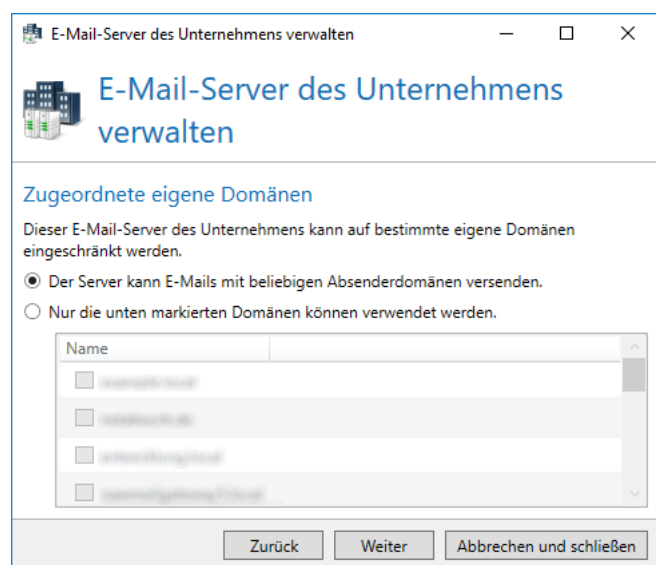 E-Mail-Server des Unternehmens verwalten
E-Mail-Server des Unternehmens
verwalten
Zugeordnete eigene Domänen
Dieser E-Mail-Server des Unternehmens kann auf bestimmte eigene Domänen
eingeschränkt werden.
Der Server kann E-Mails mit beliebigen Absenderdomänen versenden.
Nur die unten markierten Domänen können verwendet werden.
Name
Zurück
Weiter
Abbrechen und schließen